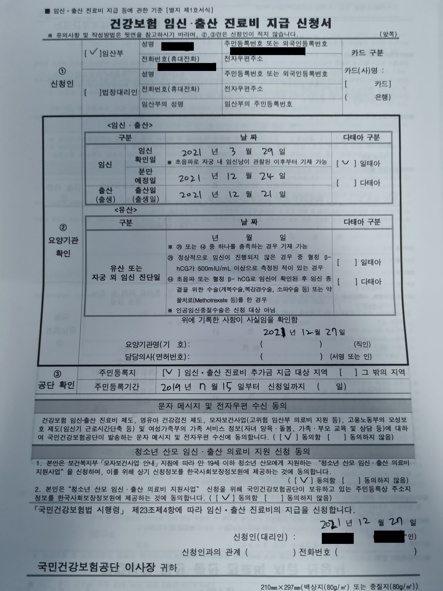 ■ 임신·출산 진료비 지급 등에 관한 기준 [별지 제1호서식]
건강보험 임신·출산 진료비 지급 신청서
※ 유의사항 및 작성방법은 뒷면을 참고하시기 바라며, ②,③란은 신청인이 적지 않습니다. (앞쪽)
① 신청인
[ ✓ ]임산부 성명 주민등록번호 또는 외국인등록번호 카드 구분
전화번호(휴대전화) 전자우편주소 카드(사)명 :
[ ]법정대리인 성명 주민등록번호 또는 외국인등록번호 [ 카드]
전화번호(휴대전화) 전자우편주소 ( 은행)
임산부의 성명 임산부의 주민등록번호
② 요양기관 확인
<임신·출산>
구분 날 짜 다태아 구분
임신 임신 확인일 2021 년 3 월 29 일
※ 초음파로 자궁 내 임신낭이 관찰된 이후부터 기재 가능 [ ✓ ] 일태아
분만 예정일 2021 년 12 월 24 일 [ ] 다태아
출산 (출생) 출산일 (출생일) 2021 년 12 월 21 일
<유산>
구분 날 짜 다태아 구분
유산 또는 자궁 외 임신 진단일
년 월 일
※ ㉮ 또는 ㉯ 중 하나를 충족하는 경우 기재 가능
㉮ 정상적으로 임신이 진행되지 않은 경우 중 혈청 β-
hCG가 500mIU/mL 이상으로 측정된 적이 있는 경우 [ ] 일태아
㉯ 초음파 또는 혈청 β-hCG로 임신이 확인된 후 임신 종 [ ] 다태아
결을 위한 수술(개복수술,복강경수술, 소파수술 등) 또는 약
물치료(Methotrexate 등)를 한 경우
※ 인공임신중절수술은 신청 대상 아님
위에 기록한 사항이 사실임을 확인함
2021 년 12 월 27 일
요양기관명(기 호): ( ) (직인)
담당의사(면허번호): ( ) (서명 또는 인)
③ 공단 확인
주민등록지 [ ✓ ] 임신·출산 진료비 추가금 지급 대상 지역 [ ] 그 밖의 지역
주민등록기간 2019 년 7 월 15 일부터 신청일까지 ( 일)
문자 메시지 및 전자우편 수신 동의
건강보험 임신·출산 진료비 제도, 영유아 건강검진 제도, 모자보건사업(고위험 임산부 의료비 지원 등), 고용노동부의 모성보
호 제도(임신기 근로시간단축 등) 및 여성가족부의 가족 서비스 정보(자녀 양육·돌봄, 가족·부모 교육 및 상담 등)에 대하
여 국민건강보험공단이 발송하는 문자 메시지 및 전자우편 수신에 동의합니다. ( [ ✓ ] 동의함 [ ]동의하지 않음)
청소년 산모 임신·출산 의료비 지원 신청 동의
1. 본인은 보건복지부「모자보건사업 안내」지침에 따라 만 19세 이하 청소년 산모에게 지원하는 "청소년 산모 임신·출산 의료비
지원사업" 을 신청하며, 이를 위해 상기 신청정보를 한국사회보장정보원에 제공하는 것에 동의합니다.
( [ ✓ ] 동의함 [ ] 동의하지 않음)
2. 본인은 "청소년 산모 임신·출산 의료비 지원사업" 신청을 위해 국민건강보험공단이 보유하고 있는 주민등록상 주소지
정보를 한국사회보장정보원에 제공하는 것에 동의합니다. ( [ ✓ ] 동의함 [ ] 동의하지 않음)
「국민건강보험법 시행령」 제23조제4항에 따라 임신·출산 진료비의 지급을 신청합니다.
2021 년 12 월 27 일
신청인(대리인) :
신청인과의 관계 ( ) 전화번호 ( )
국민건강보험공단 이사장 귀하
210㎜×297㎜(백상지(80g/㎡) 또는 중질지(80g/㎡))